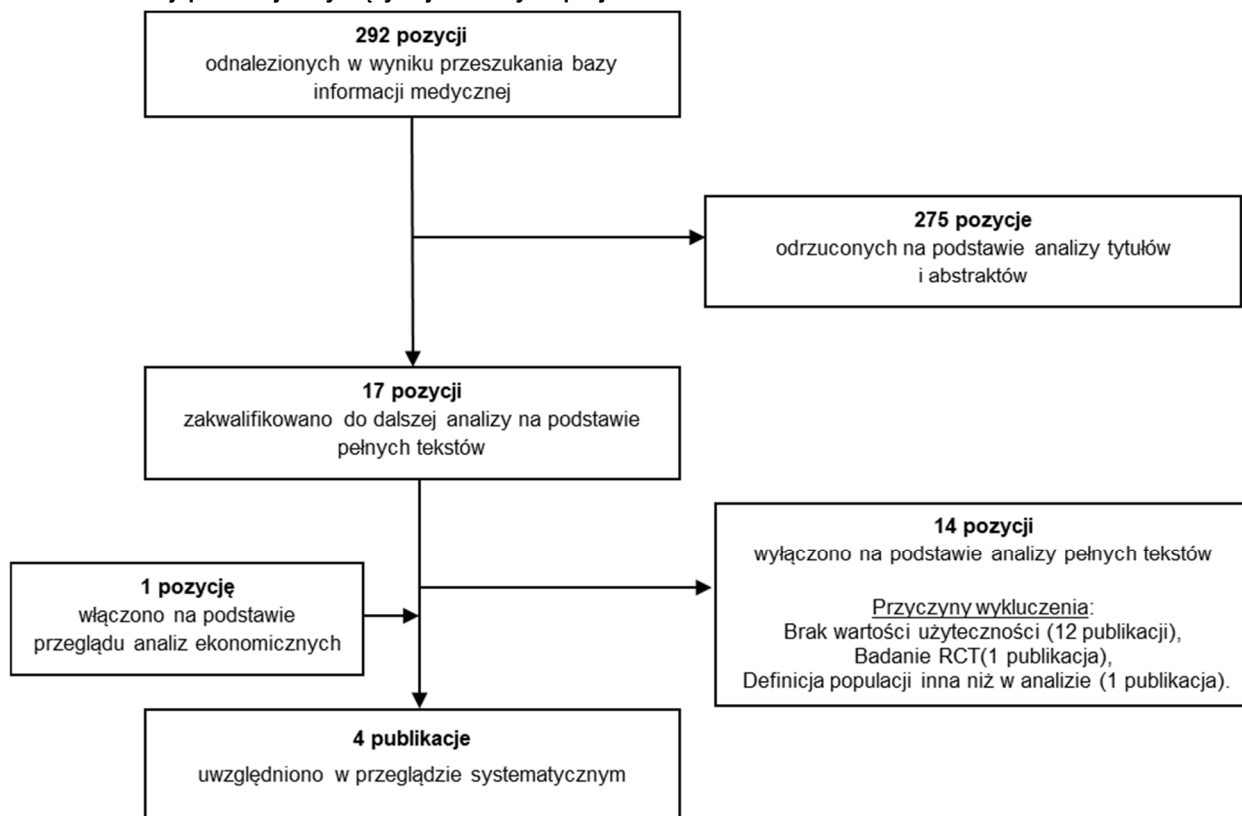 292 pozycji
odnalezionych w wyniku przeszukania bazy
informacji medycznej
275 pozycje
odrzuconych na podstawie analizy tytułów
i abstraktów
17 pozycji
zakwalifikowano do dalszej analizy na podstawie
pełnych tekstów
14 pozycji
wyłączono na podstawie analizy pełnych tekstów
Przyczyny wykluczenia:
Brak wartości użyteczności (12 publikacji),
Badanie RCT(1 publikacja),
Definicja populacji inna niż w analizie (1 publikacja).
1 pozycję
włączono na podstawie
przeglądu analiz ekonomicznych
4 publikacje
uwzględniono w przeglądzie systematycznym